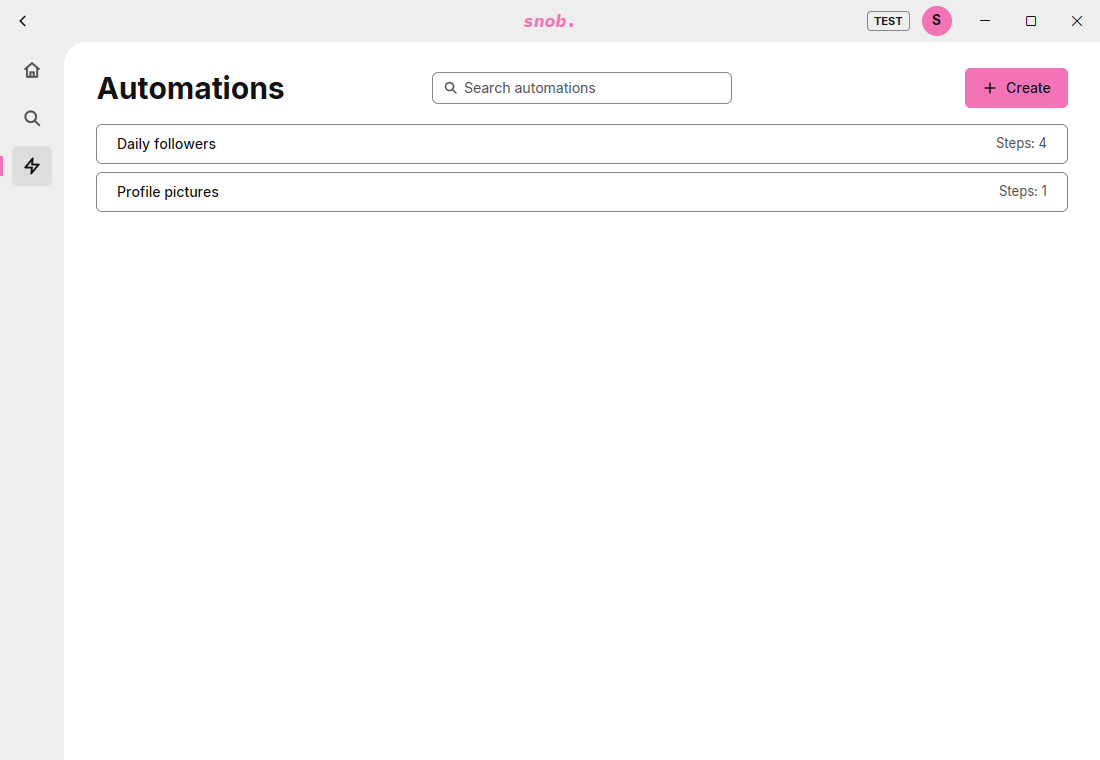 snob.
TEST
S
Automations
Search automations
Create
Daily followers
Steps: 4
Profile pictures
Steps: 1